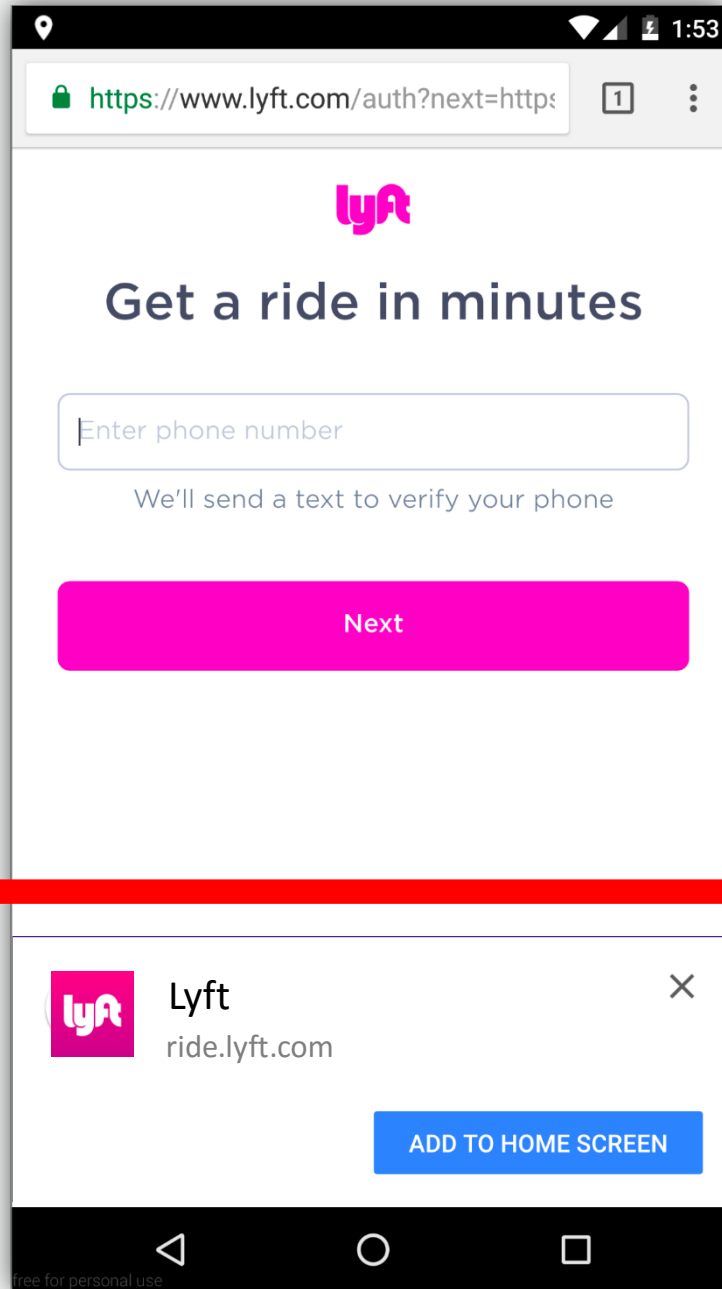 1:53
https://www.lyft.com/auth?next=https
1
lyft
Get a ride in minutes
Enter phone number
We'll send a text to verify your phone
Next
lyft
Lyft
ride.lyft.com
ADD TO HOME SCREEN
free for personal use